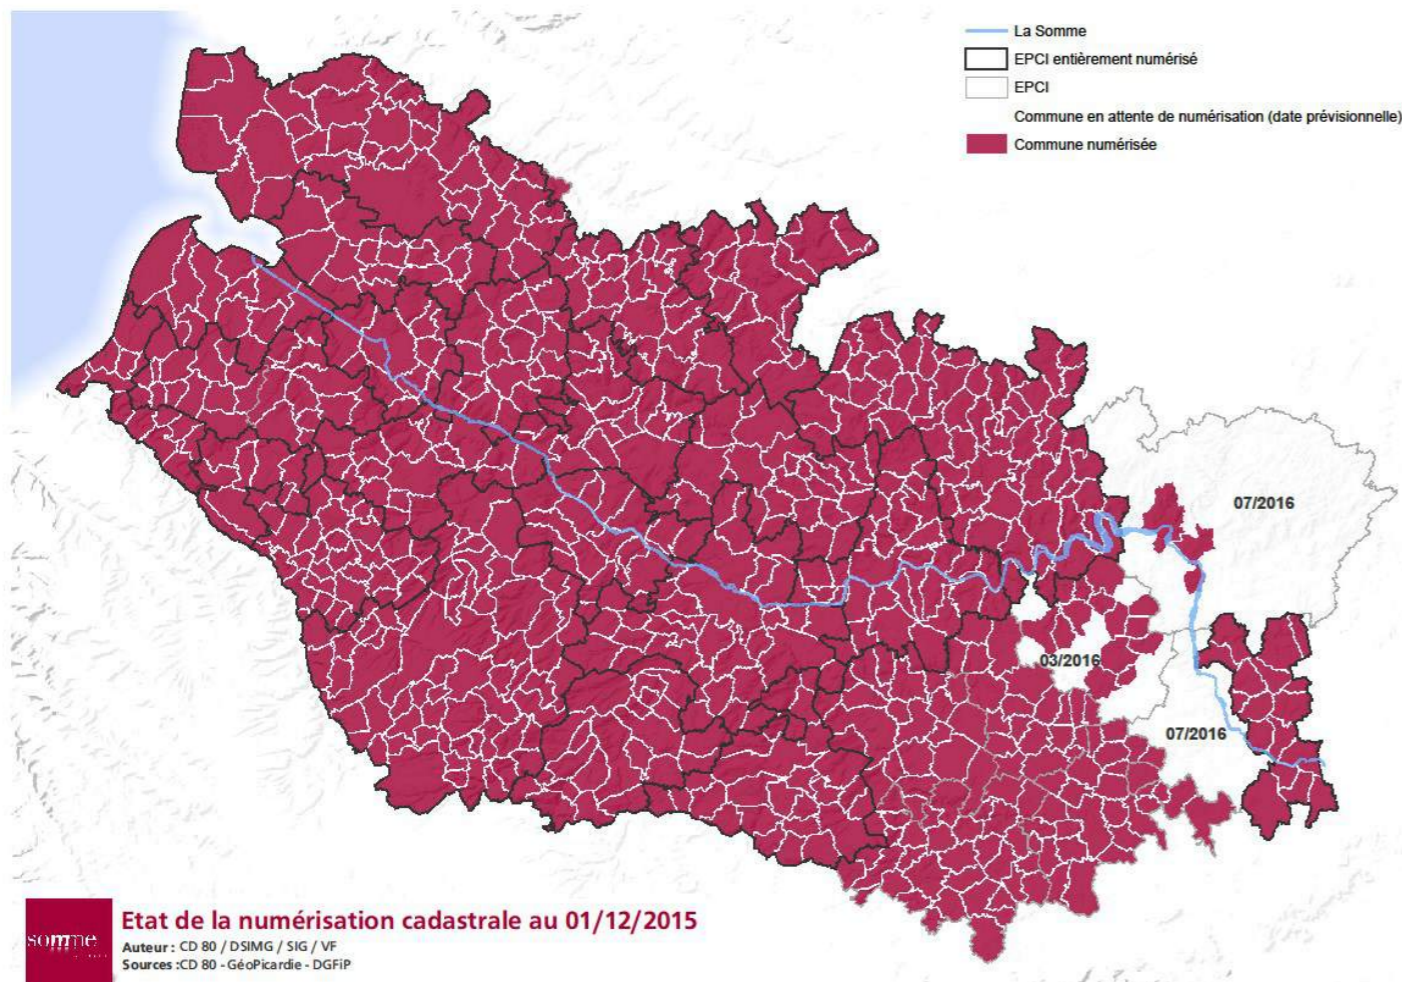 La Somme
EPCI entièrement numérisé
EPCI
Commune en attente de numérisation (date prévisionnelle)
Commune numérisée
07/2016
03/2016
07/2016
somme
Etat de la numérisation cadastrale au 01/12/2015
Auteur : CD 80 / DSIMG / SIG / VF
Sources :CD 80 - GéoPicardie - DGFiP